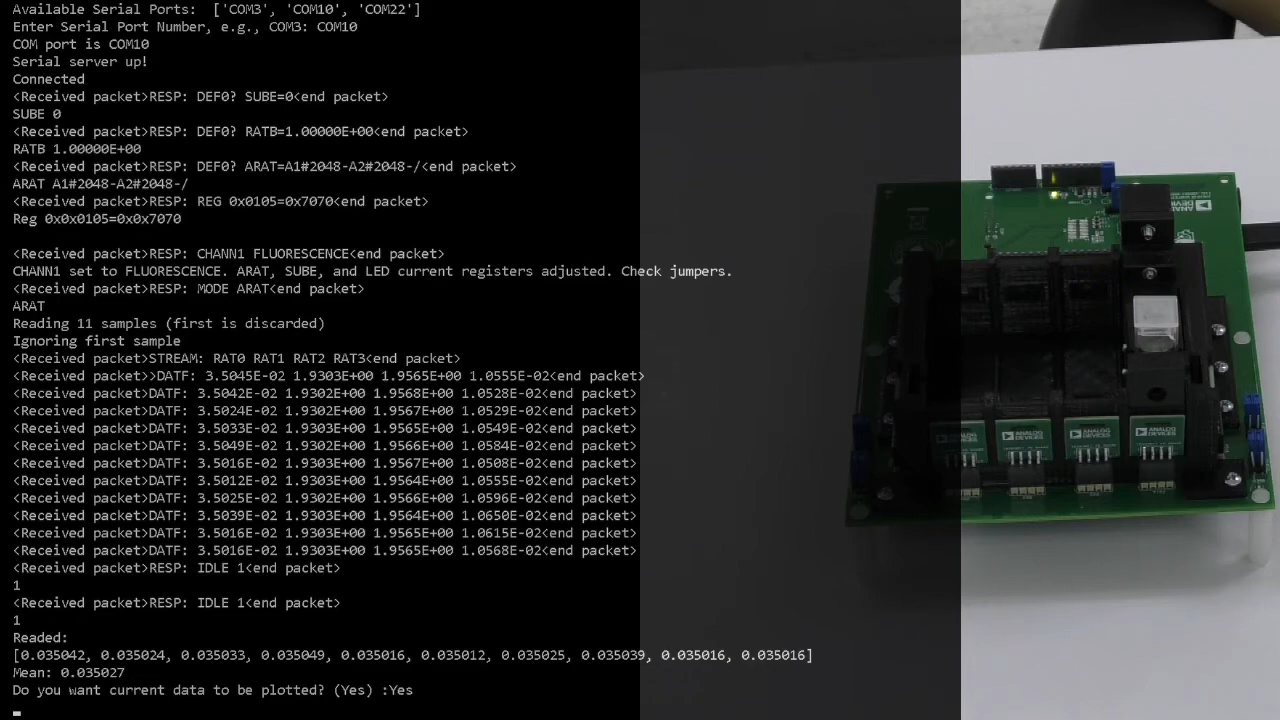 Available Serial Ports:  ['COM3', 'COM10', 'COM22']
Enter Serial Port Number, e.g., COM3: COM10
COM port is COM10
Serial server up!
Connected
<Received packet>RESP: DEF0? SUBE=0<end packet>
SUBE 0
<Received packet>RESP: DEF0? RATB=1.00000E+00<end packet>
RATB 1.00000E+00
<Received packet>RESP: DEF0? ARAT=A1#2048-A2#2048-/<end packet>
ARAT A1#2048-A2#2048-/
<Received packet>RESP: REG 0x0105=0x7070<end packet>
Reg 0x0x0105=0x0x7070
<Received packet>RESP: CHANN1 FLUORESCENCE<end packet>
CHANN1 set to FLUORESCENCE. ARAT, SUBE, and LED current registers adjusted. Check jumpers.
<Received packet>RESP: MODE ARAT<end packet>
ARAT
Reading 11 samples (first is discarded)
Ignoring first sample
<Received packet>STREAM: RAT0 RAT1 RAT2 RAT3<end packet>
<Received packet>>DATF: 3.5045E-02 1.9303E+00 1.9565E+00 1.0555E-02<end packet>
<Received packet>DATF: 3.5042E-02 1.9302E+00 1.9568E+00 1.0528E-02<end packet>
<Received packet>DATF: 3.5024E-02 1.9302E+00 1.9567E+00 1.0529E-02<end packet>
<Received packet>DATF: 3.5033E-02 1.9303E+00 1.9565E+00 1.0549E-02<end packet>
<Received packet>DATF: 3.5049E-02 1.9302E+00 1.9566E+00 1.0584E-02<end packet>
<Received packet>DATF: 3.5016E-02 1.9303E+00 1.9567E+00 1.0508E-02<end packet>
<Received packet>DATF: 3.5012E-02 1.9303E+00 1.9564E+00 1.0555E-02<end packet>
<Received packet>DATF: 3.5025E-02 1.9302E+00 1.9566E+00 1.0596E-02<end packet>
<Received packet>DATF: 3.5039E-02 1.9303E+00 1.9564E+00 1.0650E-02<end packet>
<Received packet>DATF: 3.5016E-02 1.9303E+00 1.9567E+00 1.0615E-02<end packet>
<Received packet>DATF: 3.5016E-02 1.9303E+00 1.9565E+00 1.0568E-02<end packet>
<Received packet>RESP: IDLE 1<end packet>
1
<Received packet>RESP: IDLE 1<end packet>
1
Readed:
[0.035042, 0.035024, 0.035033, 0.035049, 0.035016, 0.035012, 0.035025, 0.035039, 0.035016, 0.035016]
Mean: 0.035027
Do you want current data to be plotted? (Yes) :Yes
ANALOG DEVICES
ANALOG DEVICES
ANALOG DEVICES
ANALOG DEVICES
ANALOG DEVICES